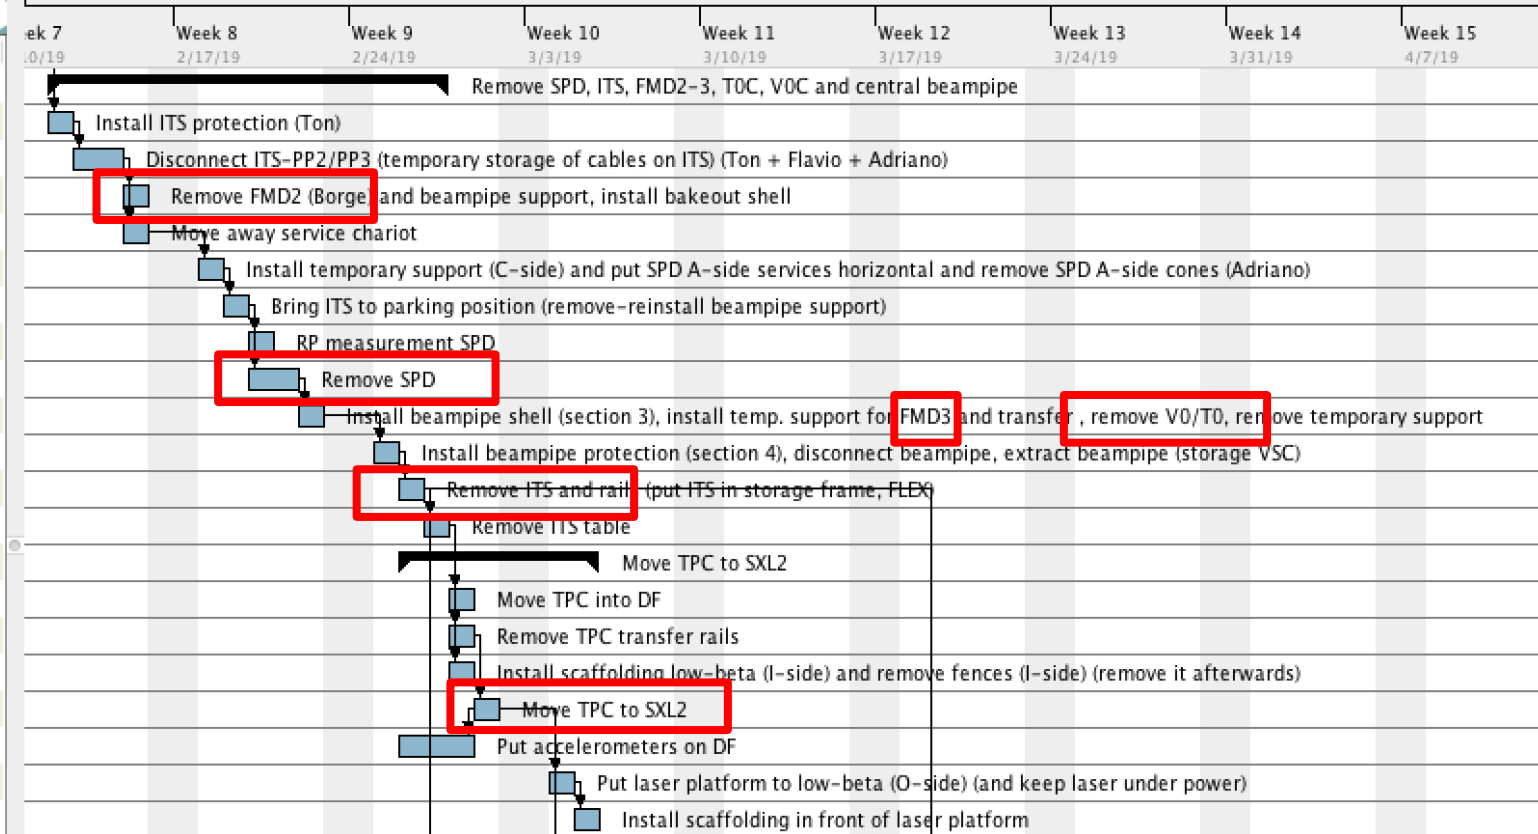 ek 7 Week 8 Week 9 Week 10 Week 11 Week 12 Week 13 Week 14 Week 15
10/19 2/17/19 2/24/19 3/3/19 3/10/19 3/17/19 3/24/19 3/31/19 4/7/19
Remove SPD, ITS, FMD2-3, T0C, V0C and central beampipe
Install ITS protection (Ton)
Disconnect ITS-PP2/PP3 (temporary storage of cables on ITS) (Ton + Flavio + Adriano)
Remove FMD2 (Borge) and beampipe support, install bakeout shell
Move away service chariot
Install temporary support (C-side) and put SPD A-side services horizontal and remove SPD A-side cones (Adriano)
Bring ITS to parking position (remove-reinstall beampipe support)
RP measurement SPD
Remove SPD
Install beampipe shell (section 3), install temp. support for FMD3 and transfer , remove V0/T0, remove temporary support
Install beampipe protection (section 4), disconnect beampipe, extract beampipe (storage VSC)
Remove ITS and rails (put ITS in storage frame, FLEX)
Remove ITS table
Move TPC to SXL2
Move TPC into DF
Remove TPC transfer rails
Install scaffolding low-beta (I-side) and remove fences (I-side) (remove it afterwards)
Move TPC to SXL2
Put accelerometers on DF
Put laser platform to low-beta (O-side) (and keep laser under power)
Install scaffolding in front of laser platform